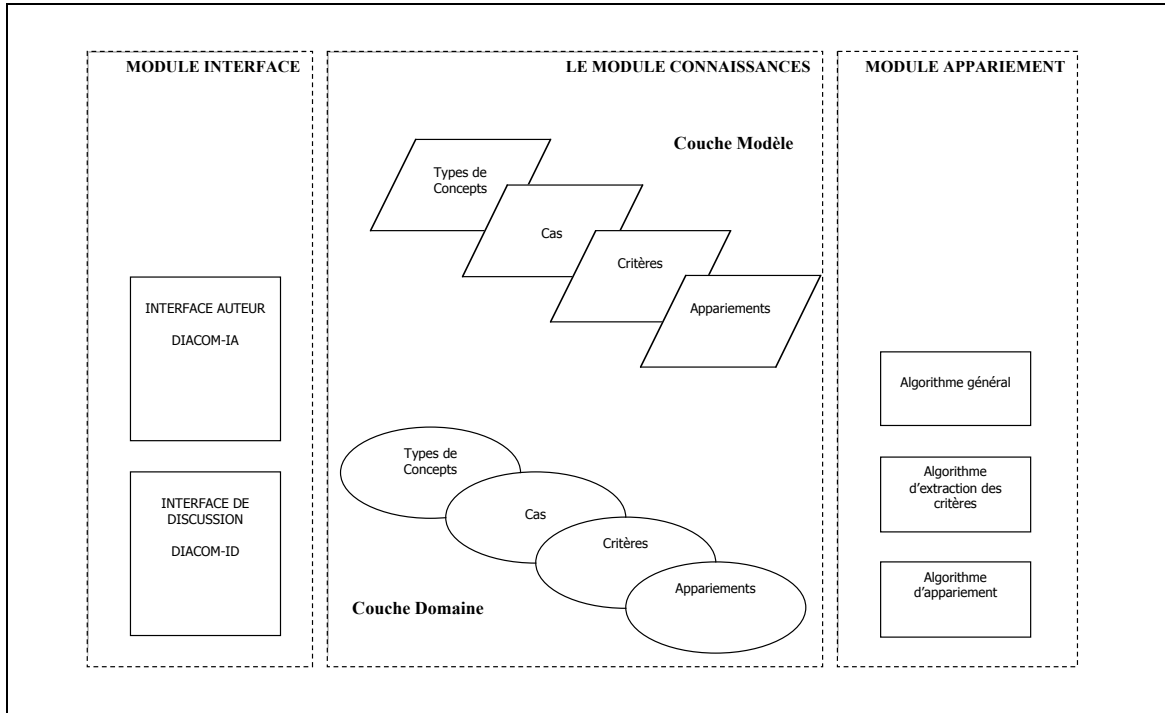 MODULE INTERFACE
INTERFACE AUTEUR
DIACOM-IA
INTERFACE DE
DISCUSSION
DIACOM-ID
LE MODULE CONNAISSANCES
Couche Modèle
Types de
Concepts
Cas
Critères
Appariements
Types de
Concepts
Cas
Critères
Appariements
Couche Domaine
MODULE APPARIEMENT
Algorithme général
Algorithme
d'extraction des
critères
Algorithme
d'appariement